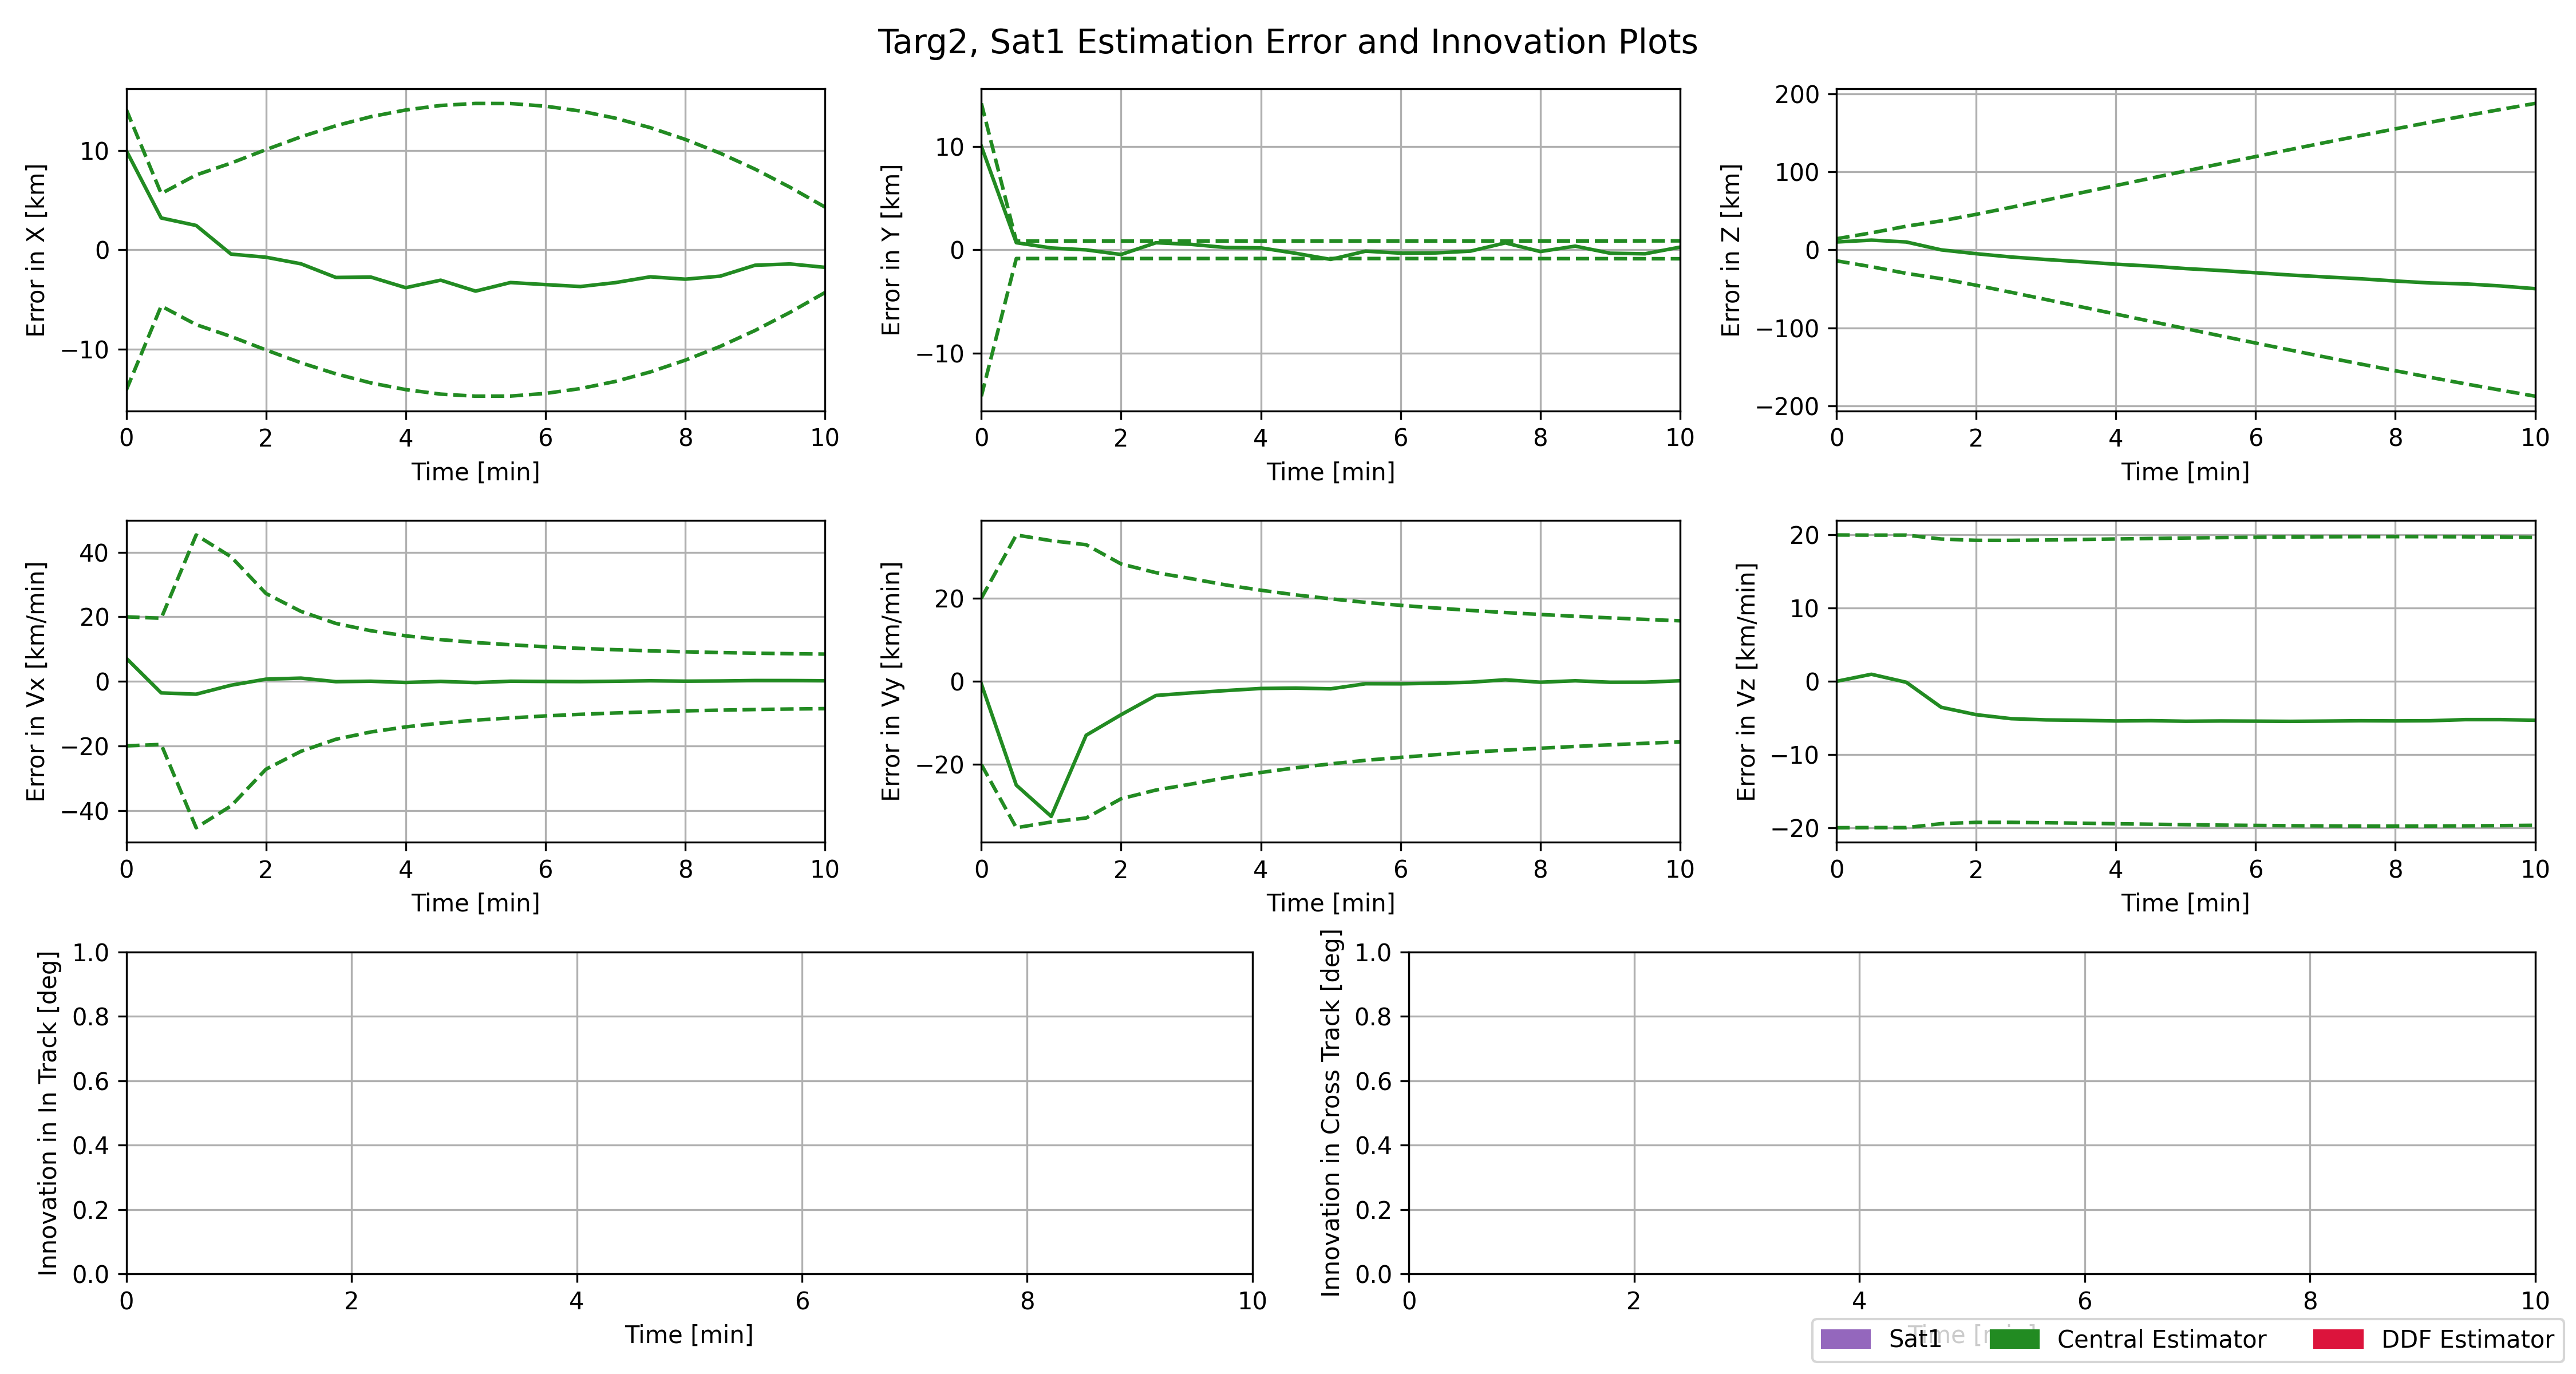 Targ2, Sat1 Estimation Error and Innovation Plots
Error in X [km]
10
0
−10
0 2 4 6 8 10
Time [min]
Error in Y [km]
10
0
−10
0 2 4 6 8 10
Time [min]
Error in Z [km]
200
100
0
−100
−200
0 2 4 6 8 10
Time [min]
Error in Vx [km/min]
40
20
0
−20
−40
0 2 4 6 8 10
Time [min]
Error in Vy [km/min]
20
0
−20
0 2 4 6 8 10
Time [min]
Error in Vz [km/min]
20
10
0
−10
−20
0 2 4 6 8 10
Time [min]
Innovation in In Track [deg]
1.0
0.8
0.6
0.4
0.2
0.0
0 2 4 6 8 10
Time [min]
Innovation in Cross Track [deg]
1.0
0.8
0.6
0.4
0.2
0.0
0 2 4 6 8 10
Time [min]
Sat1 Central Estimator DDF Estimator